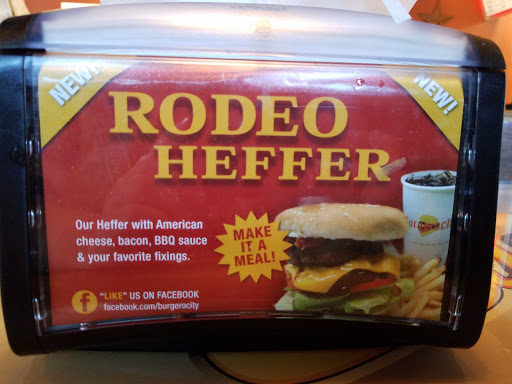 NEW!
NEW!
RODEO
HEFFER
Our Heffer with American
cheese, bacon, BBQ sauce
& your favorite fixings.
MAKE
IT A
MEAL!
f
"LIKE" US ON FACEBOOK
facebook.com/burgerocity